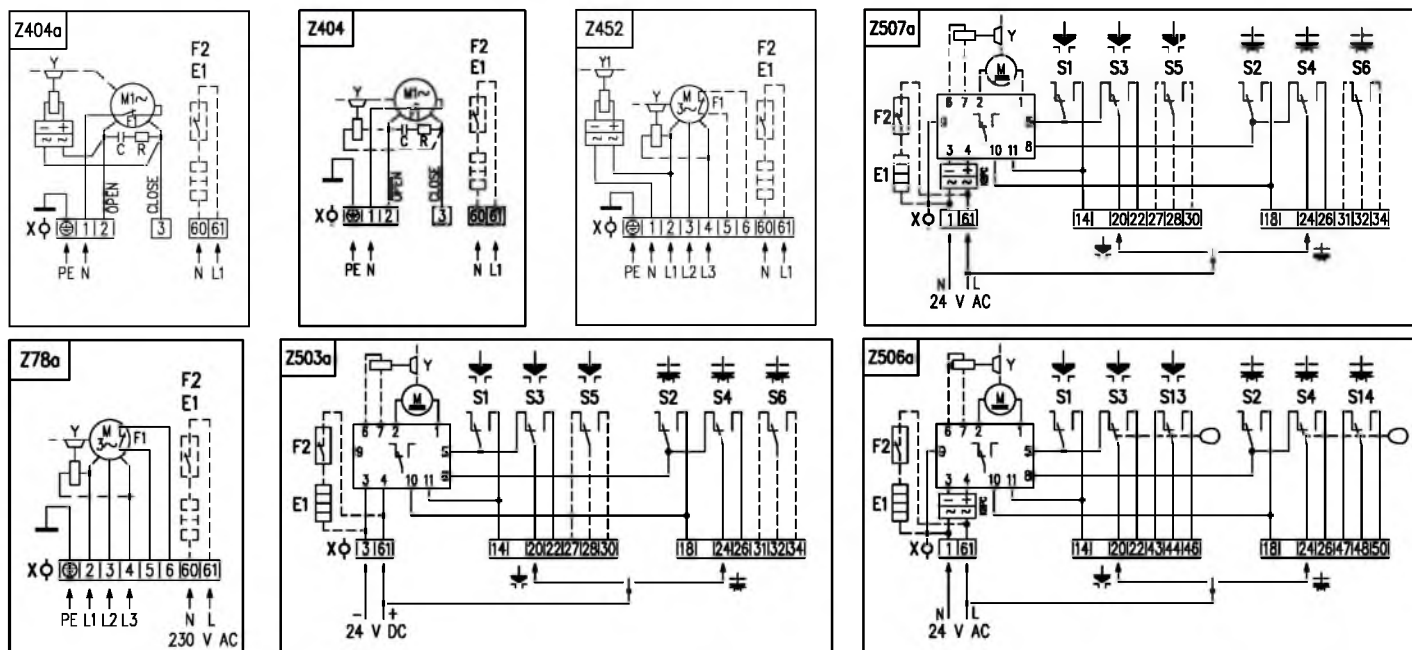 Z404a
F2
E1
Y
M1~
F1
- +
~ ~
C R
OPEN
CLOSE
X 1 2 3 60 61
PE N N L1
Z404
F2
E1
Y
M1~
F1
C R
OPEN
CLOSE
X 1 2 3 60 61
PE N N L1
Z452
F2
E1
Y1
Y
M
3~
F1
- +
~ ~
X 1 2 3 4 5 6 60 61
PE N L1 L2 L3 N L1
Z507a
Y
M
S1 S3 S5 S2 S4 S6
F2
E1
6 7 2 1
9 5
8
3 4 10 11
- +
~ ~
X 1 61 14 20 22 27 28 30 18 24 26 31 32 34
N L
24 V AC
Z78a
F2
E1
Y
M
3~
F1
X 2 3 4 5 6 60 61
PE L1 L2 L3 N L
230 V AC
Z503a
Y
M
S1 S3 S5 S2 S4 S6
F2
E1
6 7 2 1
9 5
8
3 4 10 11
X 3 61 14 20 22 27 28 30 18 24 26 31 32 34
- +
24 V DC
Z506a
Y
M
S1 S3 S13 S2 S4 S14
F2
E1
6 7 2 1
9 5
8
3 4 10 11
- +
~ ~
X 1 61 14 20 22 43 44 46 18 24 26 47 48 50
N L
24 V AC